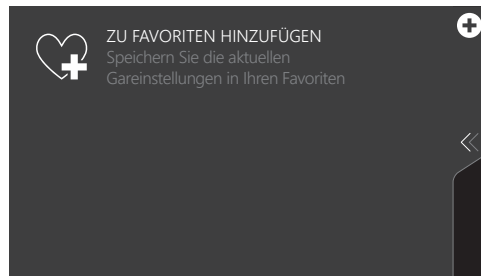 ZU FAVORITEN HINZUFÜGEN
Speichern Sie die aktuellen
Gareinstellungen in Ihren Favoriten